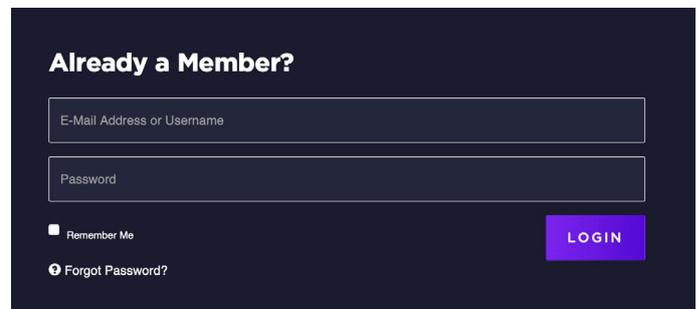 Already a Member?
E-Mail Address or Username
Password
Remember Me
LOGIN
Forgot Password?